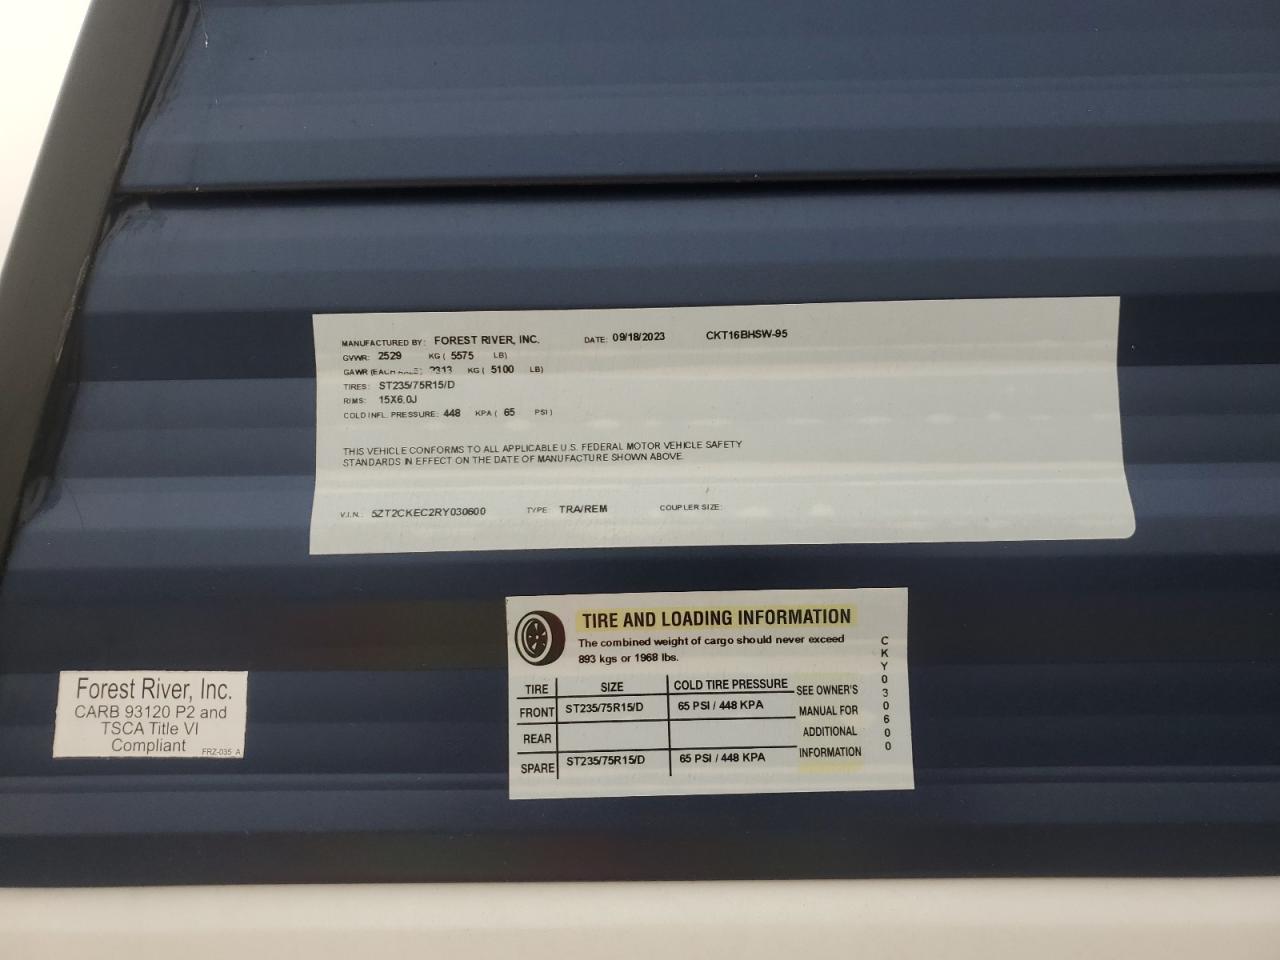 MANUFACTURED BY: FOREST RIVER, INC. DATE: 09/18/2023 CKT16BHSW-95
GVWR: 2529 KG ( 5575 LB)
GAWR (EACH AXLE): 2313 KG ( 5100 LB)
TIRES: ST235/75R15/D
RIMS: 15X6.0J
COLD INFL. PRESSURE: 448 KPA ( 65 PSI )
THIS VEHICLE CONFORMS TO ALL APPLICABLE U.S. FEDERAL MOTOR VEHICLE SAFETY
STANDARDS IN EFFECT ON THE DATE OF MANUFACTURE SHOWN ABOVE.
V.I.N.: 5ZT2CKEC2RY030600 TYPE: TRA/REM COUPLER SIZE:
TIRE AND LOADING INFORMATION
The combined weight of cargo should never exceed
893 kgs or 1968 lbs.
TIRE SIZE COLD TIRE PRESSURE
FRONT ST235/75R15/D 65 PSI / 448 KPA
REAR
SPARE ST235/75R15/D 65 PSI / 448 KPA
SEE OWNER'S
MANUAL FOR
ADDITIONAL
INFORMATION
CKY030600
Forest River, Inc.
CARB 93120 P2 and
TSCA Title VI
Compliant
FRZ-035 A